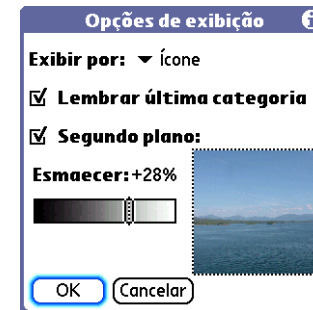 Opções de exibição
Exibir por: Ícone
Lembrar última categoria
Segundo plano:
Esmaecer: +28%
OK Cancelar